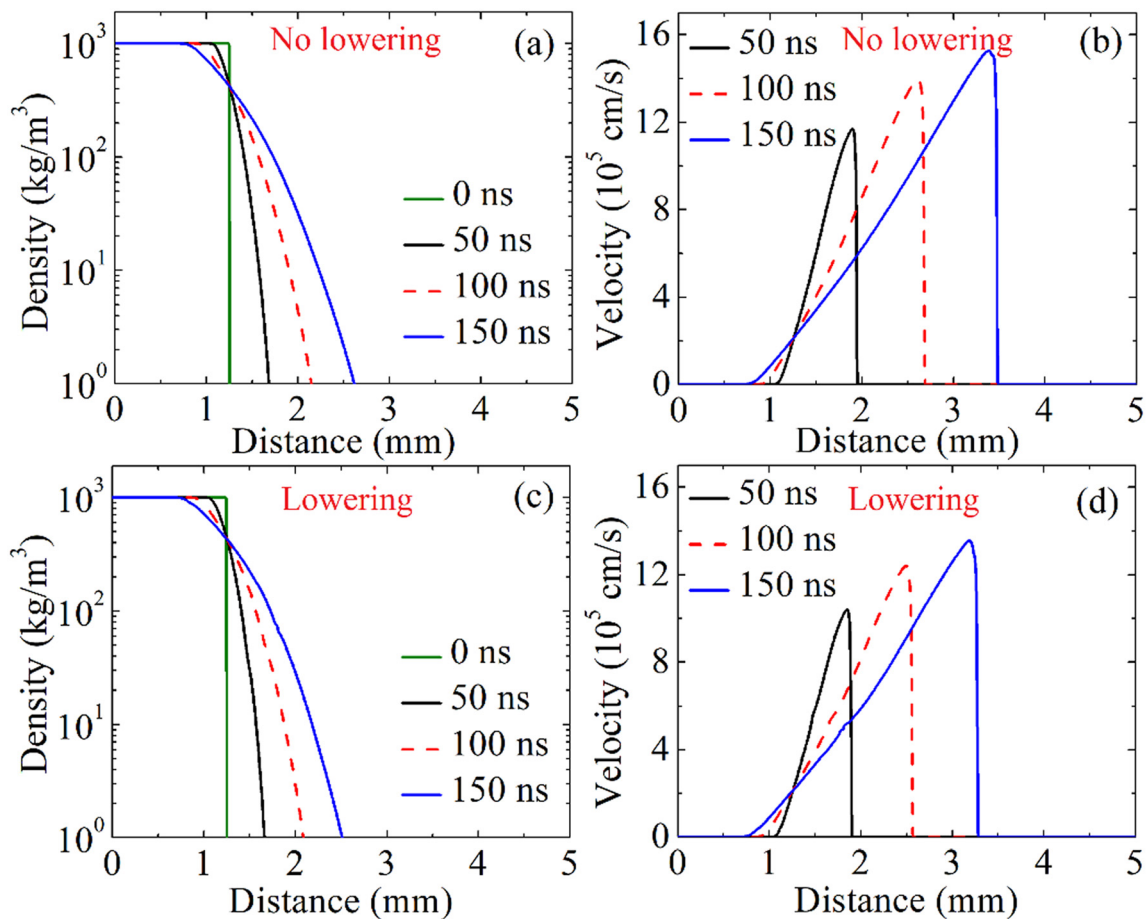 No lowering
(a)
10³
10²
10¹
10⁰
Density (kg/m³)
0 ns
50 ns
100 ns
150 ns
0 1 2 3 4 5
Distance (mm)
No lowering
(b)
16
12
8
4
0
Velocity (10⁵ cm/s)
50 ns
100 ns
150 ns
0 1 2 3 4 5
Distance (mm)
Lowering
(c)
10³
10²
10¹
10⁰
Density (kg/m³)
0 ns
50 ns
100 ns
150 ns
0 1 2 3 4 5
Distance (mm)
Lowering
(d)
16
12
8
4
0
Velocity (10⁵ cm/s)
50 ns
100 ns
150 ns
0 1 2 3 4 5
Distance (mm)